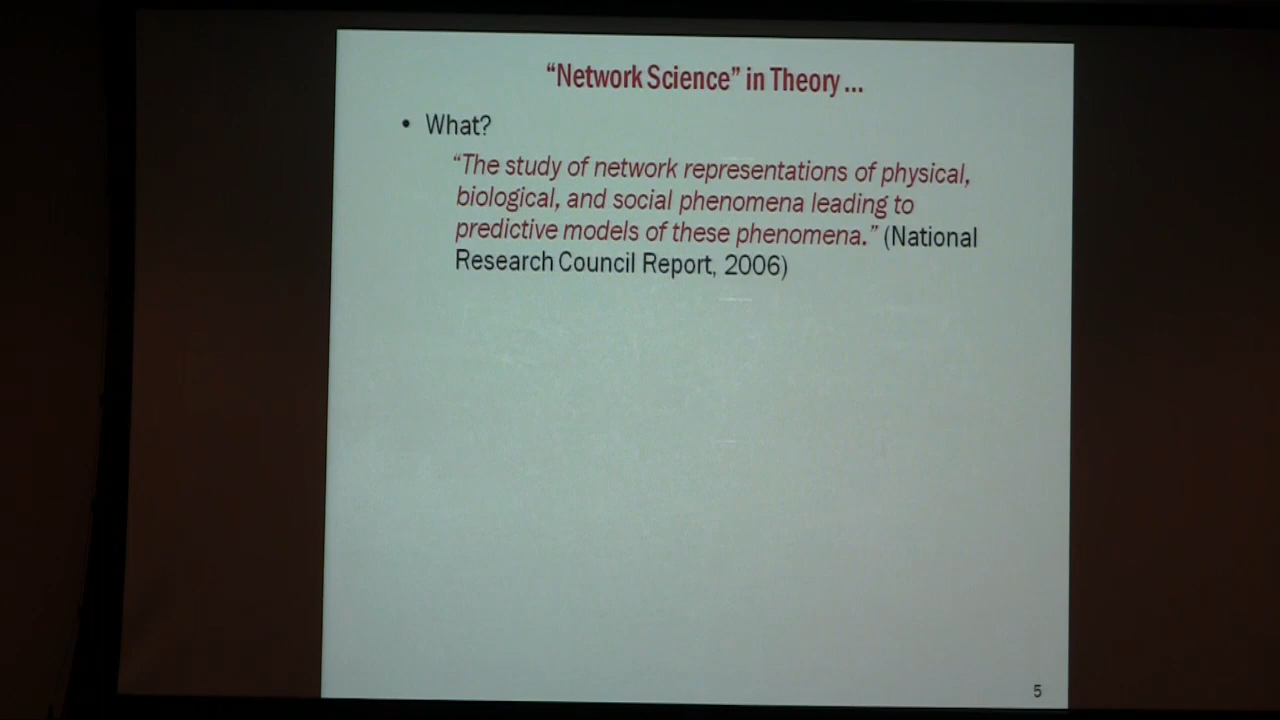 “Network Science” in Theory ...
• What?
“The study of network representations of physical,
biological, and social phenomena leading to
predictive models of these phenomena.” (National
Research Council Report, 2006)
5